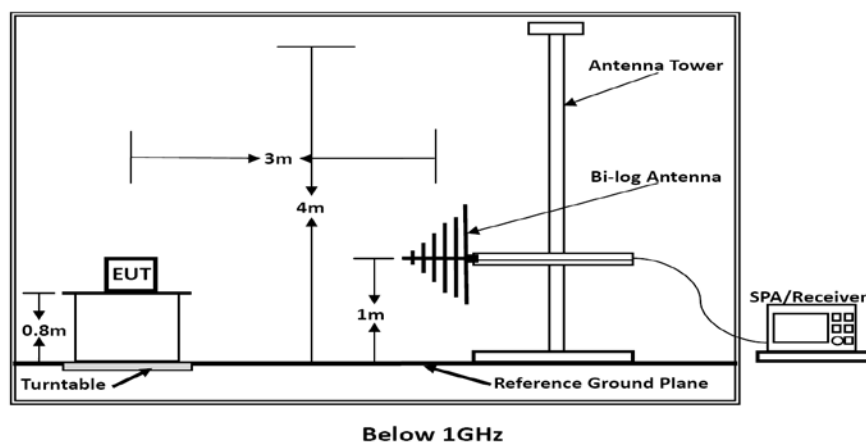 Antenna Tower
3m
Bi-log Antenna
4m
EUT
SPA/Receiver
0.8m
1m
Turntable
Reference Ground Plane
Below 1GHz